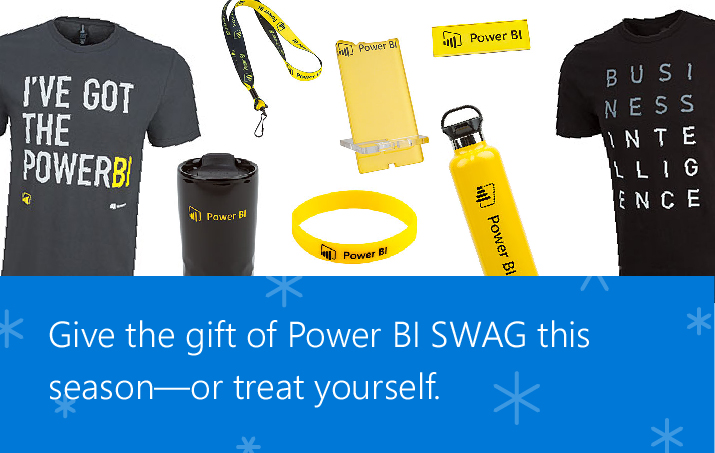 I'VE GOT
THE
POWERBI
Power BI
Power BI
Power BI
BUSI
NESS
INTE
LLIG
ENCE
Power BI
Power BI
Power BI
Give the gift of Power BI SWAG this
season—or treat yourself.